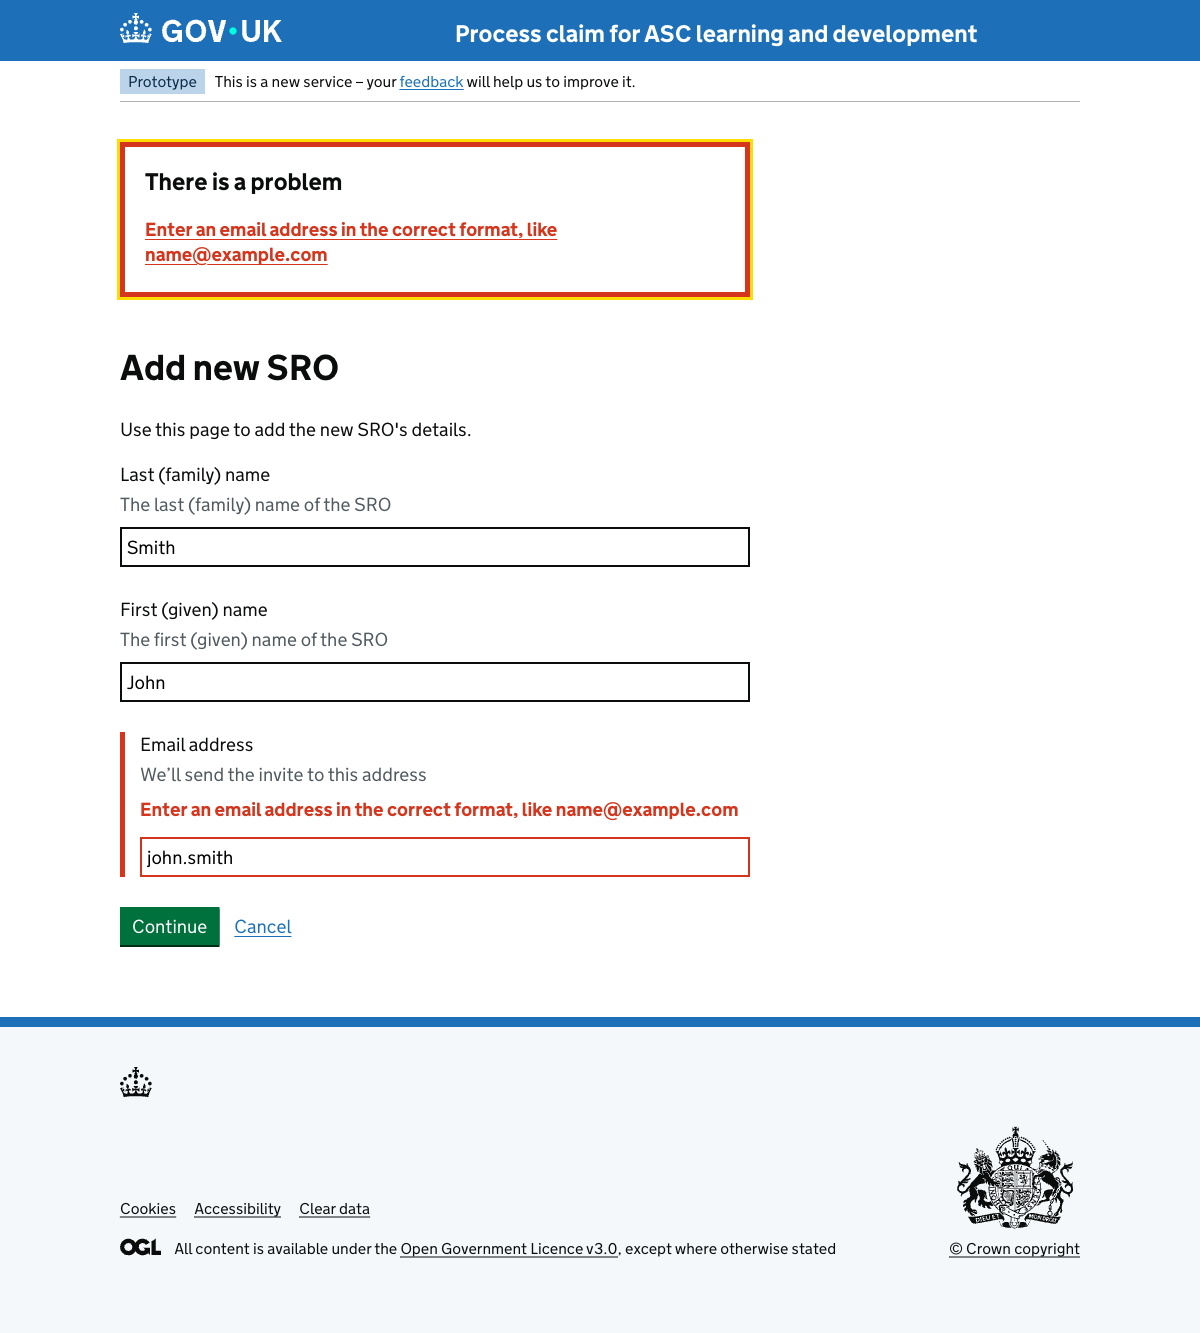 GOV•UK
Process claim for ASC learning and development
Prototype This is a new service – your feedback will help us to improve it.
There is a problem
Enter an email address in the correct format, like
name@example.com
Add new SRO
Use this page to add the new SRO's details.
Last (family) name
The last (family) name of the SRO
Smith
First (given) name
The first (given) name of the SRO
John
Email address
We’ll send the invite to this address
Enter an email address in the correct format, like name@example.com
john.smith
Continue Cancel
Cookies Accessibility Clear data
OGL All content is available under the Open Government Licence v3.0, except where otherwise stated
© Crown copyright